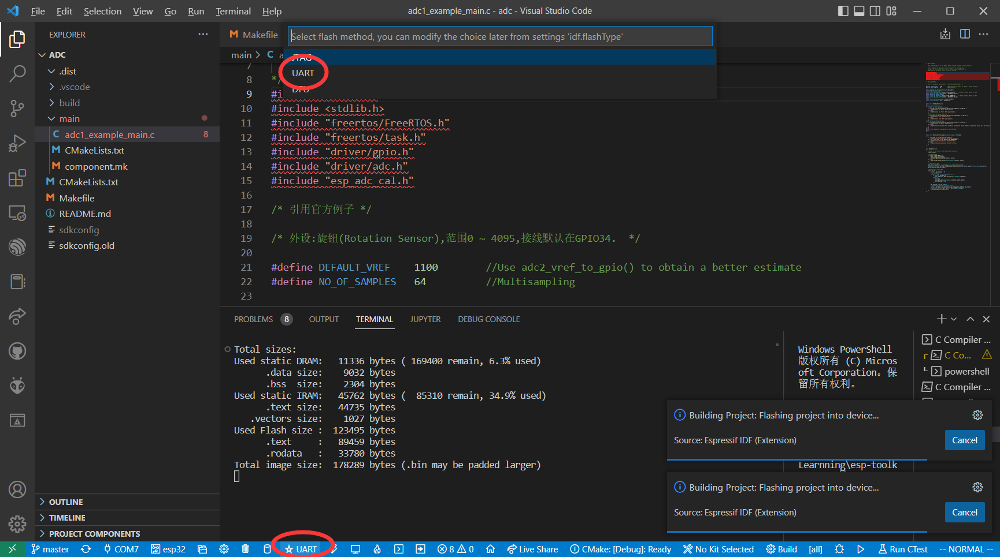 File Edit Selection View Go Run Terminal Help
adc1_example_main.c - adc - Visual Studio Code
EXPLORER
ADC
.dist
.vscode
build
main
adc1_example_main.c 8
CMakeLists.txt
component.mk
CMakeLists.txt
Makefile
README.md
sdkconfig
sdkconfig.old
OUTLINE
TIMELINE
PROJECT COMPONENTS
Makefile
Select flash method, you can modify the choice later from settings 'idf.flashType'
JTAG
UART
DFU
main > C a
7
8 */
9 #i
10 #include <stdlib.h>
11 #include "freertos/FreeRTOS.h"
12 #include "freertos/task.h"
13 #include "driver/gpio.h"
14 #include "driver/adc.h"
15 #include "esp_adc_cal.h"
16
17 /* 引用官方例子 */
18
19 /* 外设:旋钮(Rotation Sensor),范围0 ~ 4095,接线默认在GPIO34. */
20
21 #define DEFAULT_VREF 1100 //Use adc2_vref_to_gpio() to obtain a better estimate
22 #define NO_OF_SAMPLES 64 //Multisampling
23
PROBLEMS 8 OUTPUT TERMINAL JUPYTER DEBUG CONSOLE
Total sizes:
Used static DRAM: 11336 bytes ( 169400 remain, 6.3% used)
.data size: 9032 bytes
.bss size: 2304 bytes
Used static IRAM: 45762 bytes ( 85310 remain, 34.9% used)
.text size: 44735 bytes
.vectors size: 1027 bytes
Used Flash size : 123495 bytes
.text : 89459 bytes
.rodata : 33780 bytes
Total image size: 178289 bytes (.bin may be padded larger)
Windows PowerShell
版权所有 (C) Micros
oft Corporation。保
留所有权利。
Learnning\esp-toolk
C Compiler ...
C Co...
powershell
C Compiler ...
Building Project: Flashing project into device...
Source: Espressif IDF (Extension)
Cancel
Building Project: Flashing project into device...
Source: Espressif IDF (Extension)
Cancel
master COM7 esp32 UART 8 0 Live Share CMake: [Debug]: Ready No Kit Selected Build [all] Run CTest -- NORMAL --